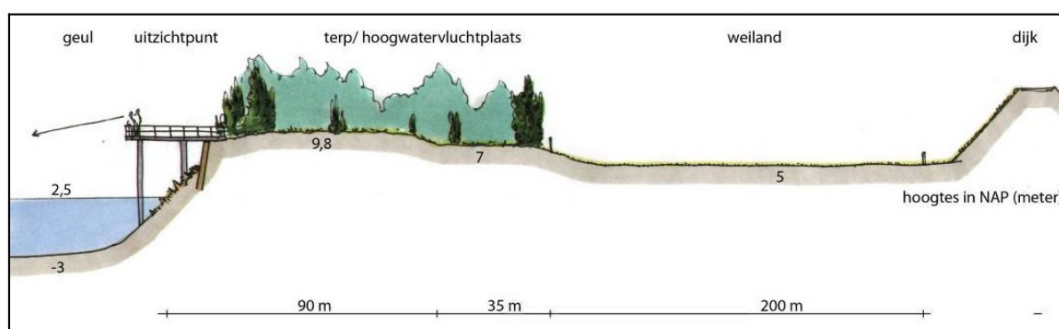 geul uitzichtpunt terp/ hoogwatervluchtplaats weiland dijk
9,8
7
2,5
5
hoogtes in NAP (meter)
-3
90 m 35 m 200 m